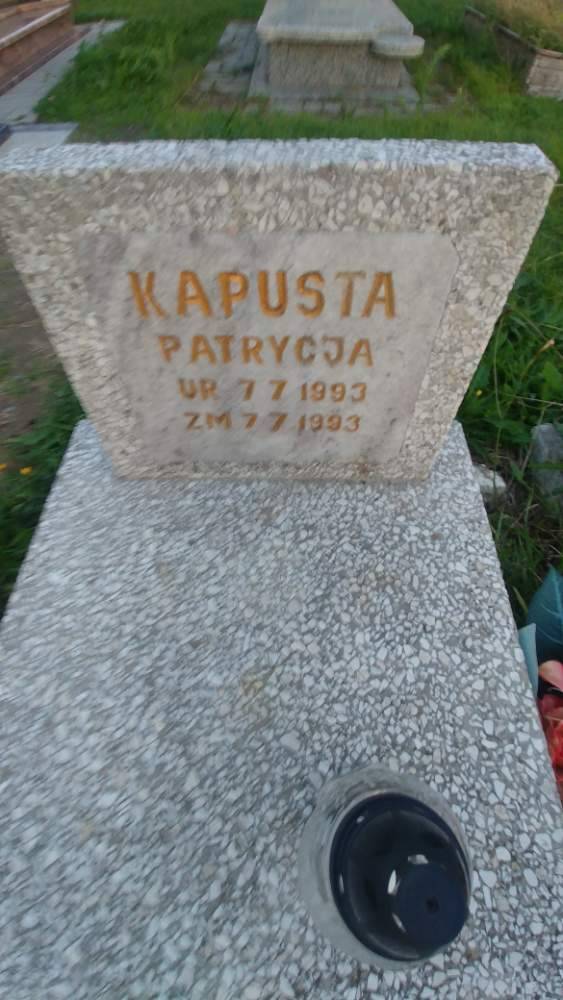 KAPUSTA
PATRYCJA
UR 7 7 1993
ZM 7 7 1993